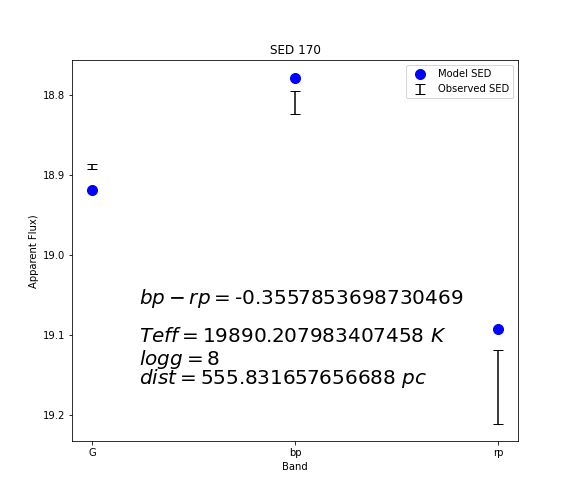 SED 170
Model SED
Observed SED
18.8
18.9
19.0
19.1
19.2
Apparent Flux)
bp − rp = -0.3557853698730469
Teff = 19890.207983407458 K
logg = 8
dist = 555.831657656688 pc
G
bp
rp
Band